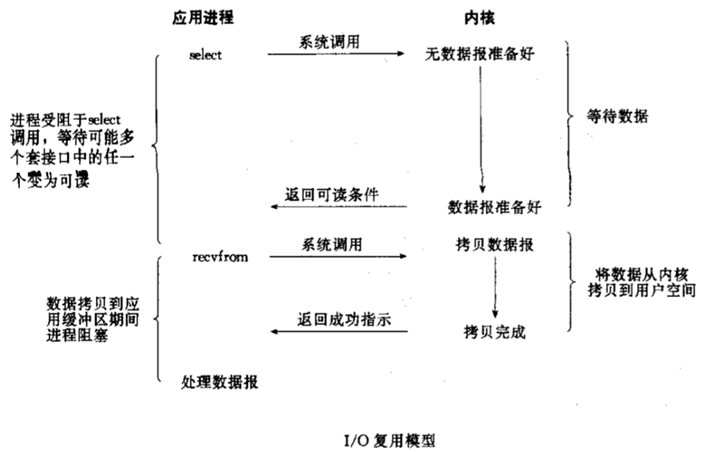 应用进程 内核
select 系统调用 无数据报准备好
进程受阻于select
调用，等待可能多
个套接口中的任一
个变为可读
等待数据
返回可读条件 数据报准备好
recvfrom 系统调用 拷贝数据报
数据拷贝到应
用缓冲区期间
进程阻塞
将数据从内核
拷贝到用户空间
返回成功指示 拷贝完成
处理数据报
I/O 复用模型